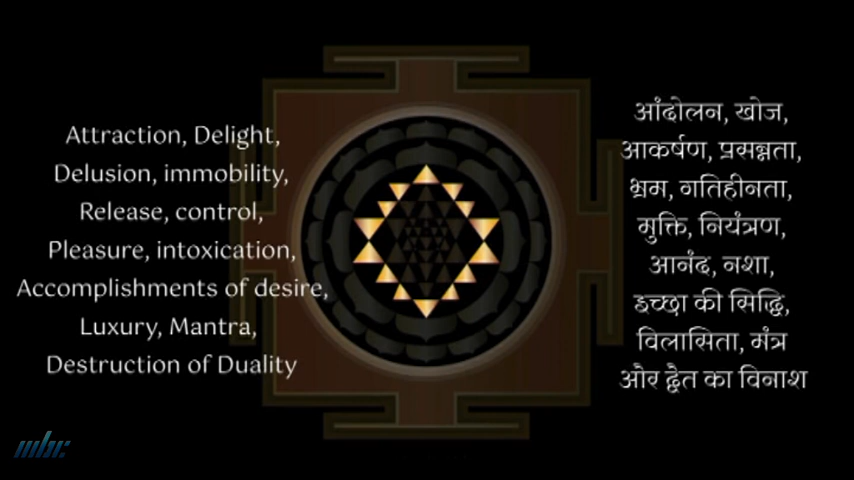 Attraction, Delight,
Delusion, immobility,
Release, control,
Pleasure, intoxication,
Accomplishments of desire,
Luxury, Mantra,
Destruction of Duality
आंदोलन, खोज,
आकर्षण, प्रसन्नता,
भ्रम, गतिहीनता,
मुक्ति, नियंत्रण,
आनंद, नशा,
इच्छा की सिद्धि,
विलासिता, मंत्र
और द्वैत का विनाश
mbc